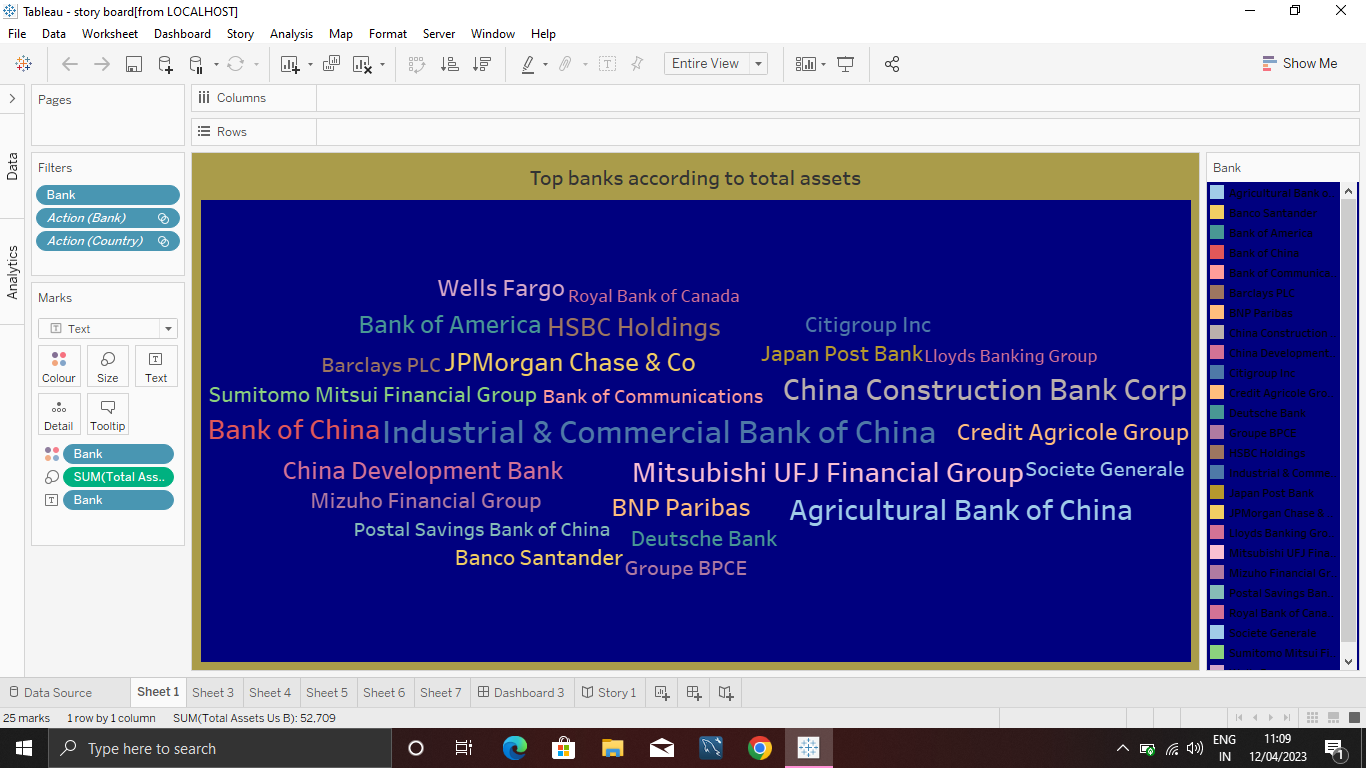 Tableau - story board[from LOCALHOST]
File Data Worksheet Dashboard Story Analysis Map Format Server Window Help
Entire View
Show Me
Pages
Columns
Rows
Data
Analytics
Filters
Bank
Action (Bank)
Action (Country)
Marks
Text
Colour Size Text
Detail Tooltip
Bank
SUM(Total Ass..
Bank
Top banks according to total assets
Wells Fargo Royal Bank of Canada
Bank of America HSBC Holdings Citigroup Inc
Barclays PLC JPMorgan Chase & Co Japan Post Bank Lloyds Banking Group
Sumitomo Mitsui Financial Group Bank of Communications China Construction Bank Corp
Bank of China Industrial & Commercial Bank of China Credit Agricole Group
China Development Bank Mitsubishi UFJ Financial Group Societe Generale
Mizuho Financial Group BNP Paribas Agricultural Bank of China
Postal Savings Bank of China Deutsche Bank
Banco Santander Groupe BPCE
Bank
Agricultural Bank o...
Banco Santander
Bank of America
Bank of China
Bank of Communica...
Barclays PLC
BNP Paribas
China Construction ...
China Development...
Citigroup Inc
Credit Agricole Gro...
Deutsche Bank
Groupe BPCE
HSBC Holdings
Industrial & Comme...
Japan Post Bank
JPMorgan Chase & ...
Lloyds Banking Gro...
Mitsubishi UFJ Fina...
Mizuho Financial Gr...
Postal Savings Ban...
Royal Bank of Cana...
Societe Generale
Sumitomo Mitsui Fi...
Data Source Sheet 1 Sheet 3 Sheet 4 Sheet 5 Sheet 6 Sheet 7 Dashboard 3 Story 1
25 marks 1 row by 1 column SUM(Total Assets Us B): 52,709
Type here to search
ENG
IN
11:09
12/04/2023
1